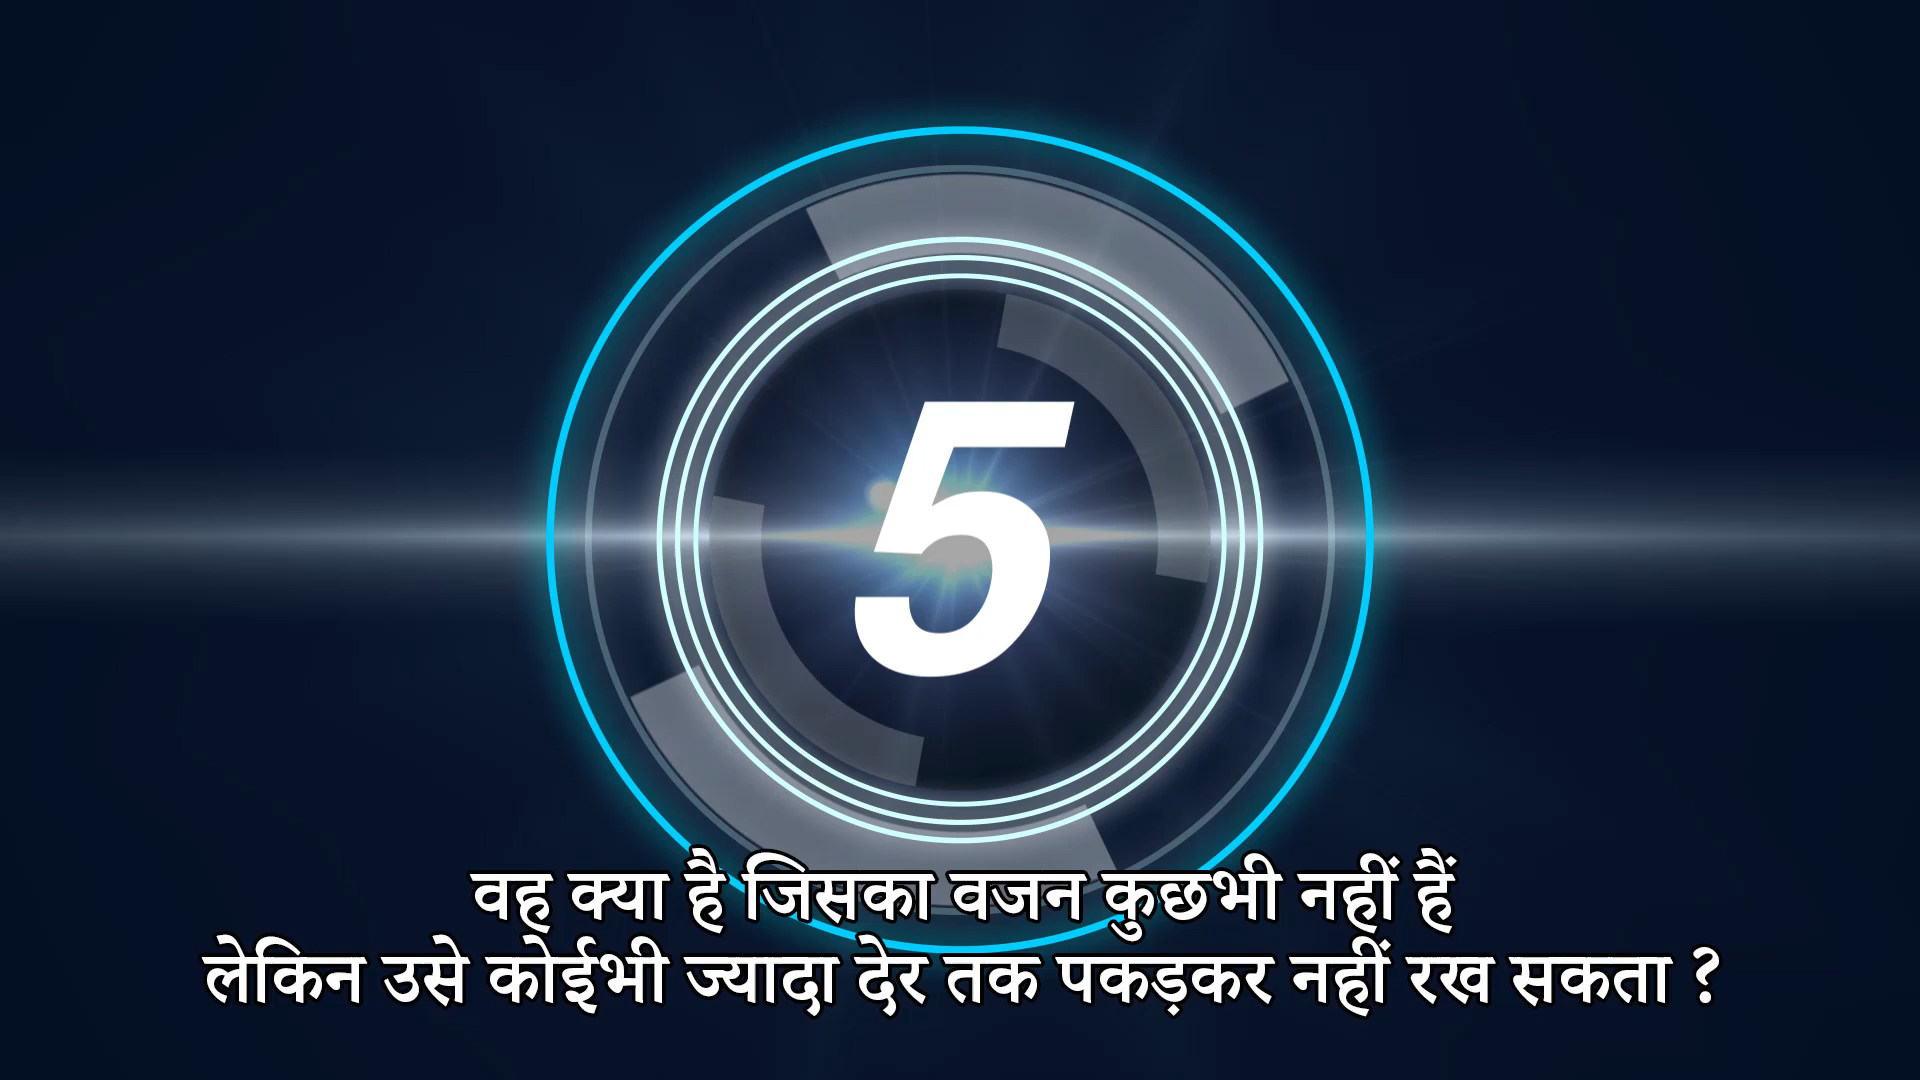 5
वह क्या है जिसका वजन कुछभी नहीं हैं
लेकिन उसे कोईभी ज्यादा देर तक पकड़कर नहीं रख सकता ?